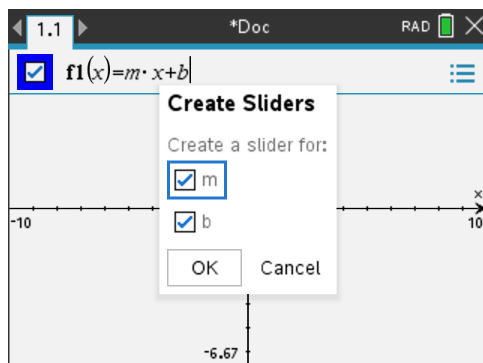 1.1 *Doc RAD
f1(x)=m·x+b
Create Sliders
Create a slider for:
m
b
x
-10 10
OK Cancel
-6.67